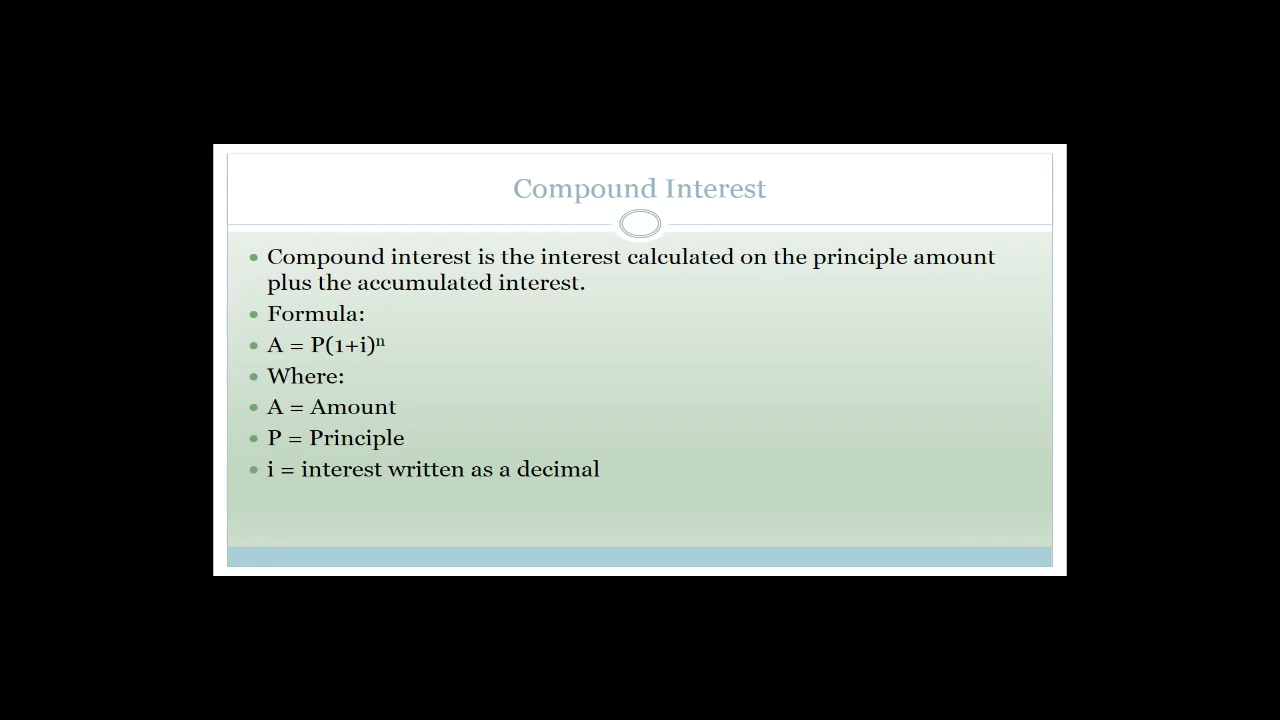 Compound Interest
• Compound interest is the interest calculated on the principle amount
plus the accumulated interest.
• Formula:
• A = P(1+i)ⁿ
• Where:
• A = Amount
• P = Principle
• i = interest written as a decimal